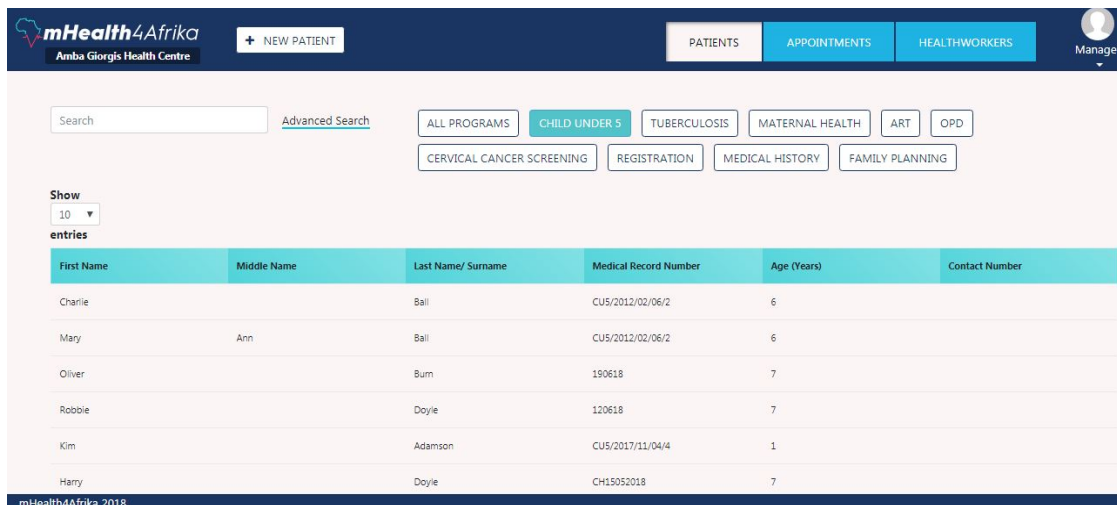 mHealth4Afrika
Amba Giorgis Health Centre
+ NEW PATIENT
PATIENTS
APPOINTMENTS
HEALTHWORKERS
Manage
Search
Advanced Search
ALL PROGRAMS CHILD UNDER 5 TUBERCULOSIS MATERNAL HEALTH ART OPD
CERVICAL CANCER SCREENING REGISTRATION MEDICAL HISTORY FAMILY PLANNING
Show
10
entries
First Name Middle Name Last Name/ Surname Medical Record Number Age (Years) Contact Number
Charlie Ball CU5/2012/02/06/2 6
Mary Ann Ball CU5/2012/02/06/2 6
Oliver Burn 190618 7
Robbie Doyle 120618 7
Kim Adamson CU5/2017/11/04/4 1
Harry Doyle CH15052018 7
mHealth4Afrika 2018